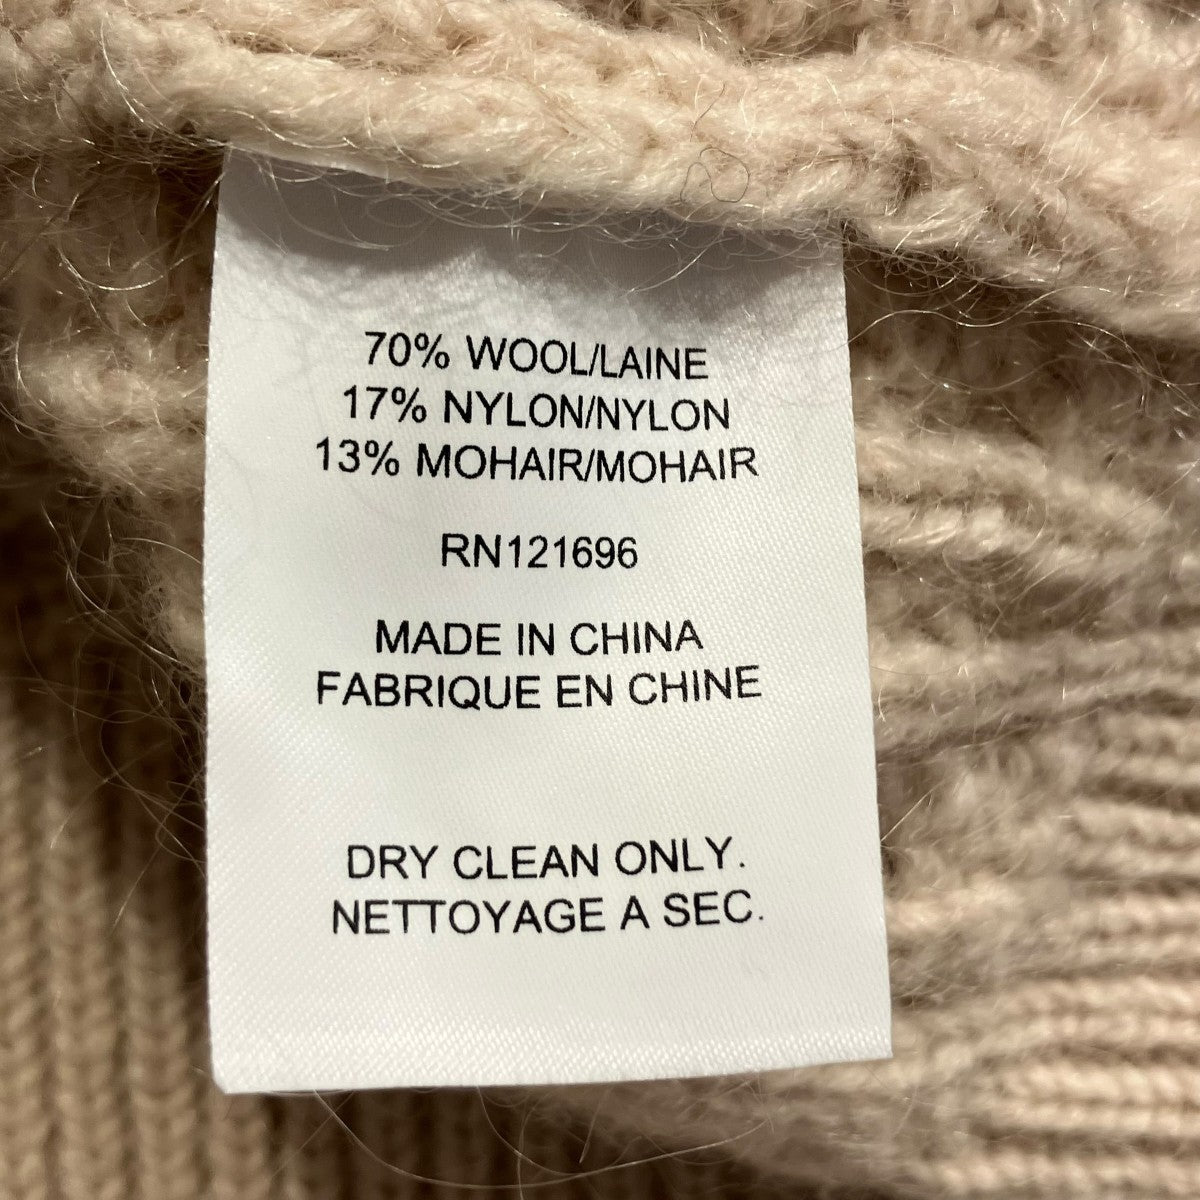 70% WOOL/LAINE
17% NYLON/NYLON
13% MOHAIR/MOHAIR
RN121696
MADE IN CHINA
FABRIQUE EN CHINE
DRY CLEAN ONLY.
NETTOYAGE A SEC.